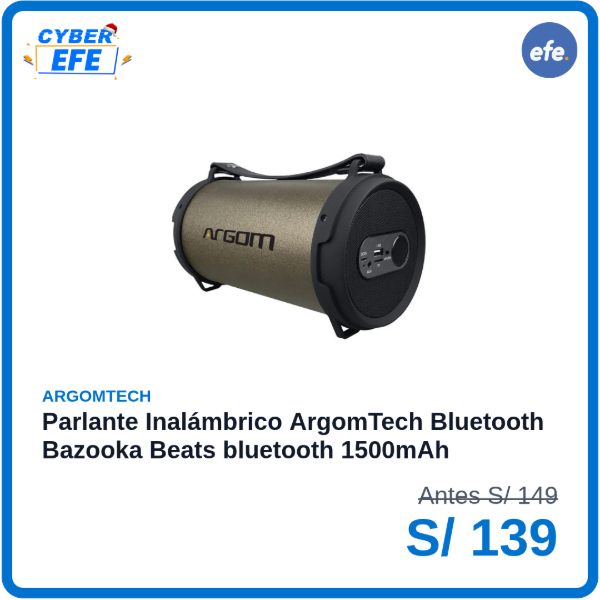 CYBER
EFE
efe.
ARGOM
ARGOMTECH
Parlante Inalámbrico ArgomTech Bluetooth
Bazooka Beats bluetooth 1500mAh
Antes S/ 149
S/ 139